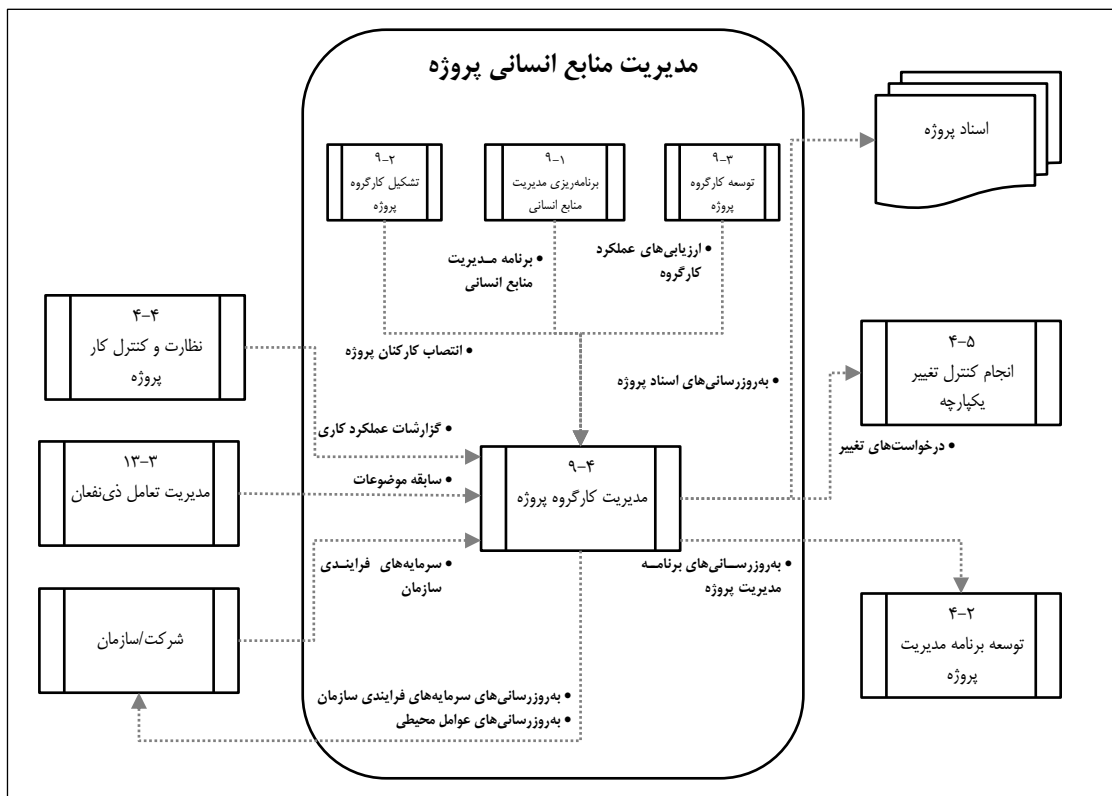 مدیریت منابع انسانی پروژه
اسناد پروژه
۹-۳
توسعه کارگروه
پروژه
۹-۱
برنامه‌ریزی مدیریت
منابع انسانی
۹-۲
تشکیل کارگروه
پروژه
• ارزیابی‌های عملکرد
کارگروه
• برنامه مـدیریت
منابع انسانی
• انتصاب کارکنان پروژه
۴-۴
نظارت و کنترل کار
پروژه
۴-۵
انجام کنترل تغییر
یکپارچه
• به‌روزرسانی‌های اسناد پروژه
• درخواست‌های تغییر
• گزارشات عملکرد کاری
۱۳-۳
مدیریت تعامل ذی‌نفعان
• سابقه موضوعات
۹-۴
مدیریت کارگروه پروژه
• سرمایه‌های فراینـدی
سازمان
• به‌روزرســانی‌های برنامــه
مدیریت پروژه
شرکت/سازمان
۴-۲
توسعه برنامه مدیریت
پروژه
• به‌روزرسانی‌های سرمایه‌های فرایندی سازمان
• به‌روزرسانی‌های عوامل محیطی